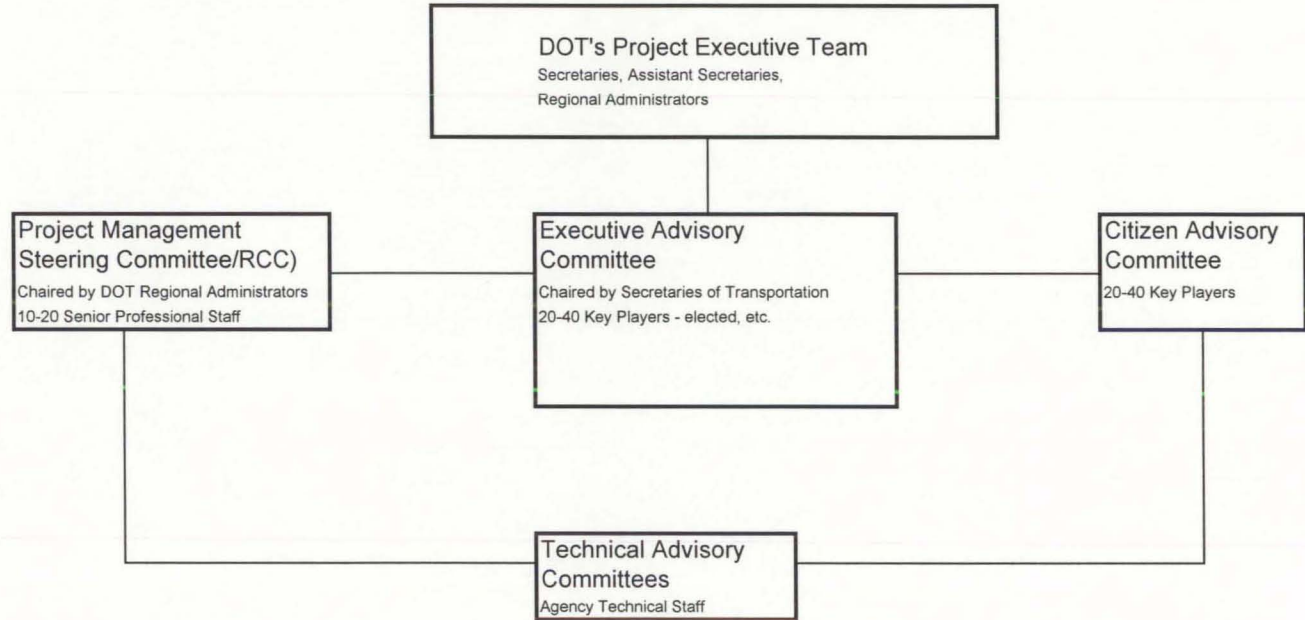 DOT's Project Executive Team
Secretaries, Assistant Secretaries,
Regional Administrators
Project Management
Steering Committee/RCC)
Chaired by DOT Regional Administrators
10-20 Senior Professional Staff
Executive Advisory
Committee
Chaired by Secretaries of Transportation
20-40 Key Players - elected, etc.
Citizen Advisory
Committee
20-40 Key Players
Technical Advisory
Committees
Agency Technical Staff